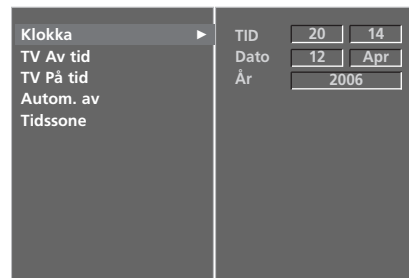 Klokka ►
TV Av tid
TV På tid
Autom. av
Tidssone
TID 20 14
Dato 12 Apr
År 2006